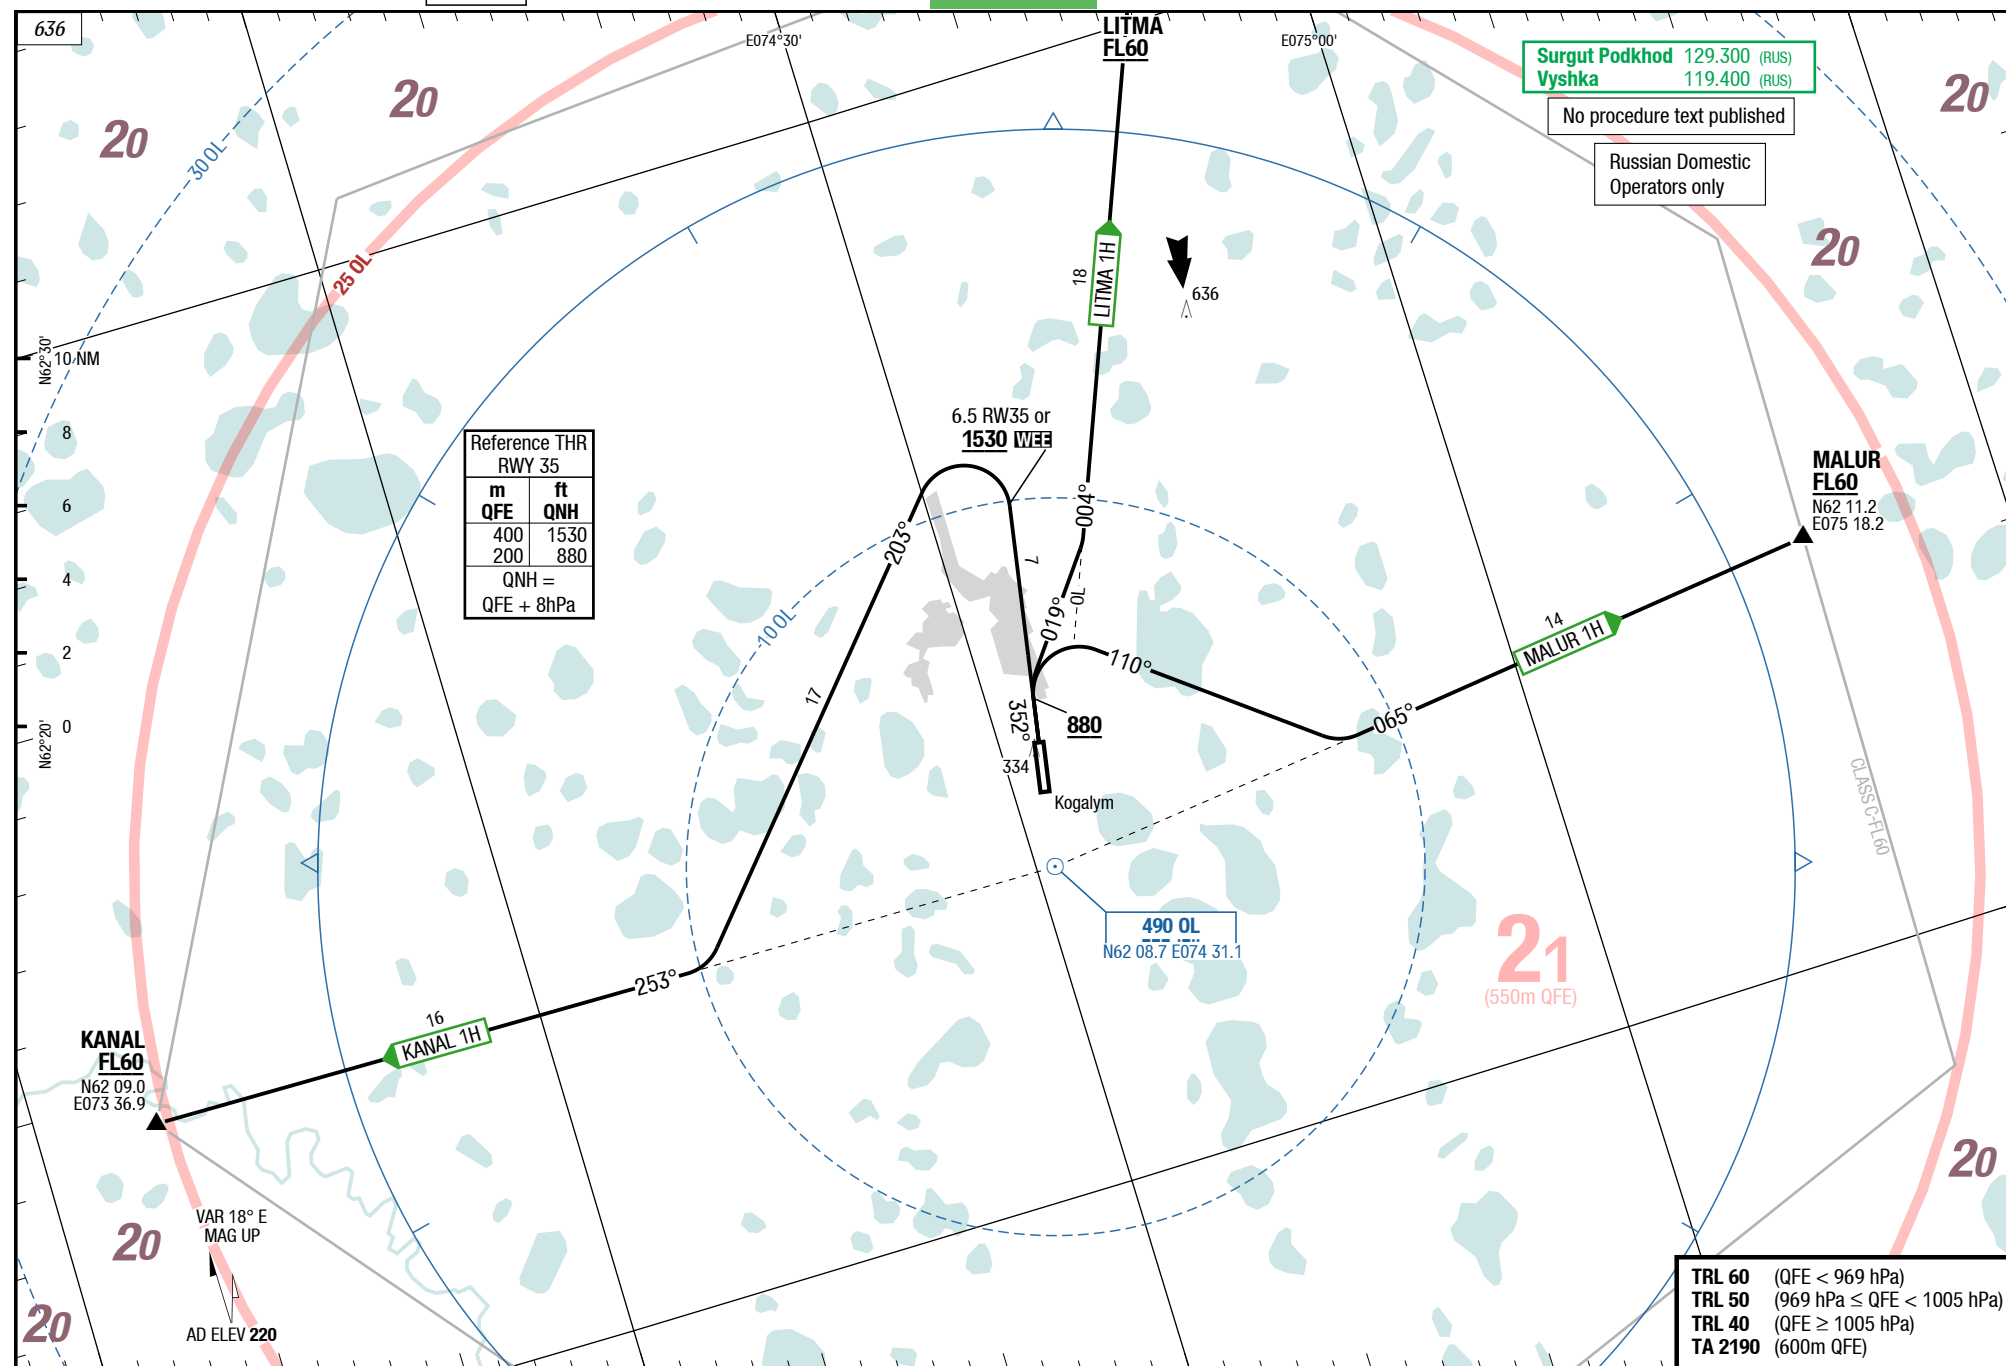 636
E074°30'
LITMA
FL60
E075°00'
Surgut Podkhod 129.300 (RUS)
Vyshka 119.400 (RUS)
No procedure text published
Russian Domestic
Operators only
20
20
20
20
30 OL
25 OL
18
LITMA 1H
636
N62°30'
10 NM
8
6
4
2
0
N62°20'
Reference THR
RWY 35
m ft
QFE QNH
400 1530
200 880
QNH =
QFE + 8hPa
6.5 RW35 or
1530 WEE
MALUR
FL60
N62 11.2
E075 18.2
004°
203°
7
019°
OL
10 OL
110°
14
MALUR 1H
17
352°
880
065°
334
Kogalym
CLASS C-FL60
490 OL
N62 08.7 E074 31.1
21
(550m QFE)
253°
16
KANAL 1H
KANAL
FL60
N62 09.0
E073 36.9
20
20
20
VAR 18° E
MAG UP
AD ELEV 220
TRL 60 (QFE < 969 hPa)
TRL 50 (969 hPa ≤ QFE < 1005 hPa)
TRL 40 (QFE ≥ 1005 hPa)
TA 2190 (600m QFE)